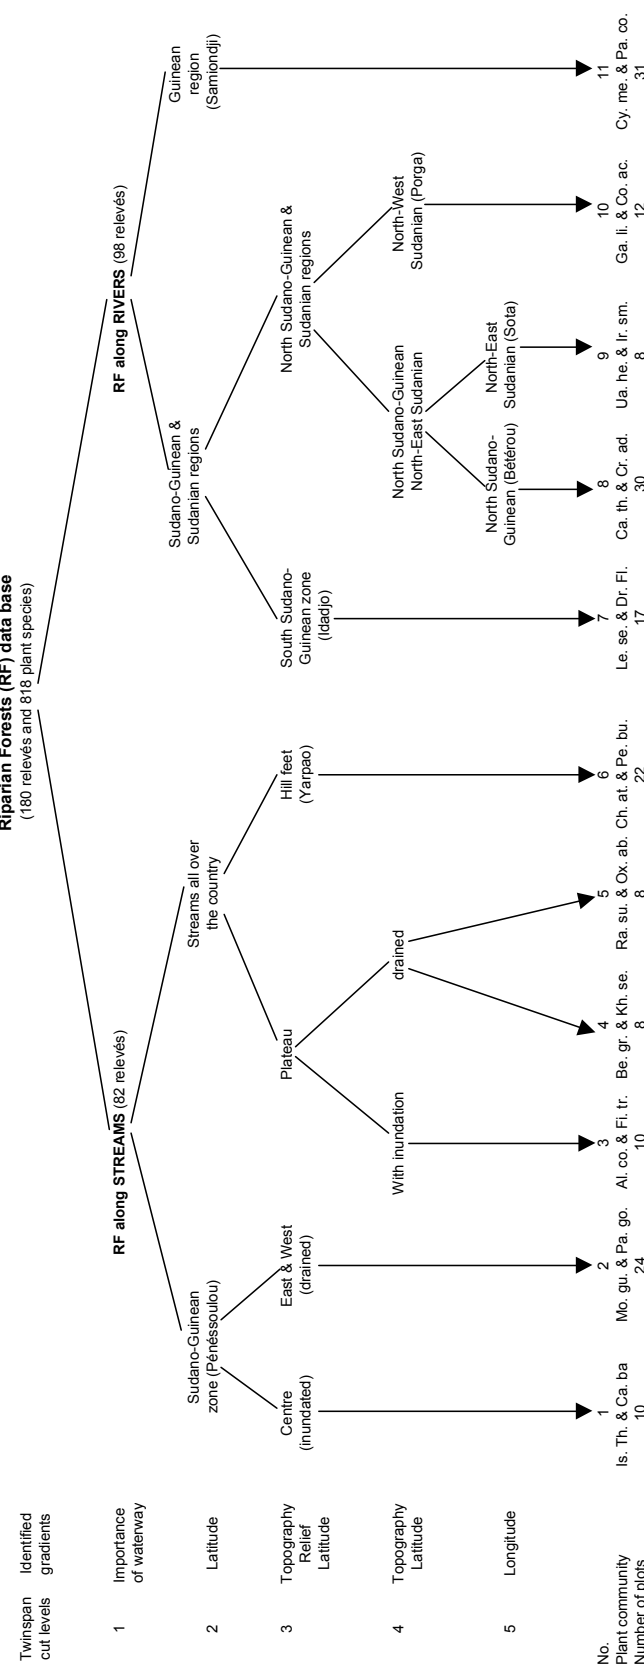 Riparian Forests (RF) data base
(180 relevés and 818 plant species)
Twinspan
cut levels
Identified
gradients
1
Importance
of waterway
RF along STREAMS (82 relevés)
RF along RIVERS (98 relevés)
2
Latitude
Sudano-Guinean
zone (Pénéssoulou)
Streams all over
the country
Sudano-Guinean &
Sudanian regions
Guinean
region
(Samiondji)
3
Topography
Relief
Latitude
Centre
(inundated)
East & West
(drained)
Plateau
Hill feet
(Yarpao)
South Sudano-
Guinean zone
(Idadjo)
North Sudano-Guinean &
Sudanian regions
4
Topography
Latitude
With inundation
drained
North Sudano-Guinean
North-East Sudanian
North-West
Sudanian (Porga)
5
Longitude
North Sudano-
Guinean (Bétérou)
North-East
Sudanian (Sota)
No. 1 2 3 4 5 6 7 8 9 10 11
Plant community Is. Th. & Ca. ba Mo. gu. & Pa. go. Al. co. & Fi. tr. Be. gr. & Kh. se. Ra. su. & Ox. ab. Ch. at. & Pe. bu. Le. se. & Dr. Fl. Ca. th. & Cr. ad. Ua. he. & Ir. sm. Ga. li. & Co. ac. Cy. me. & Pa. co.
Number of plots 10 24 10 8 8 22 17 30 8 12 31